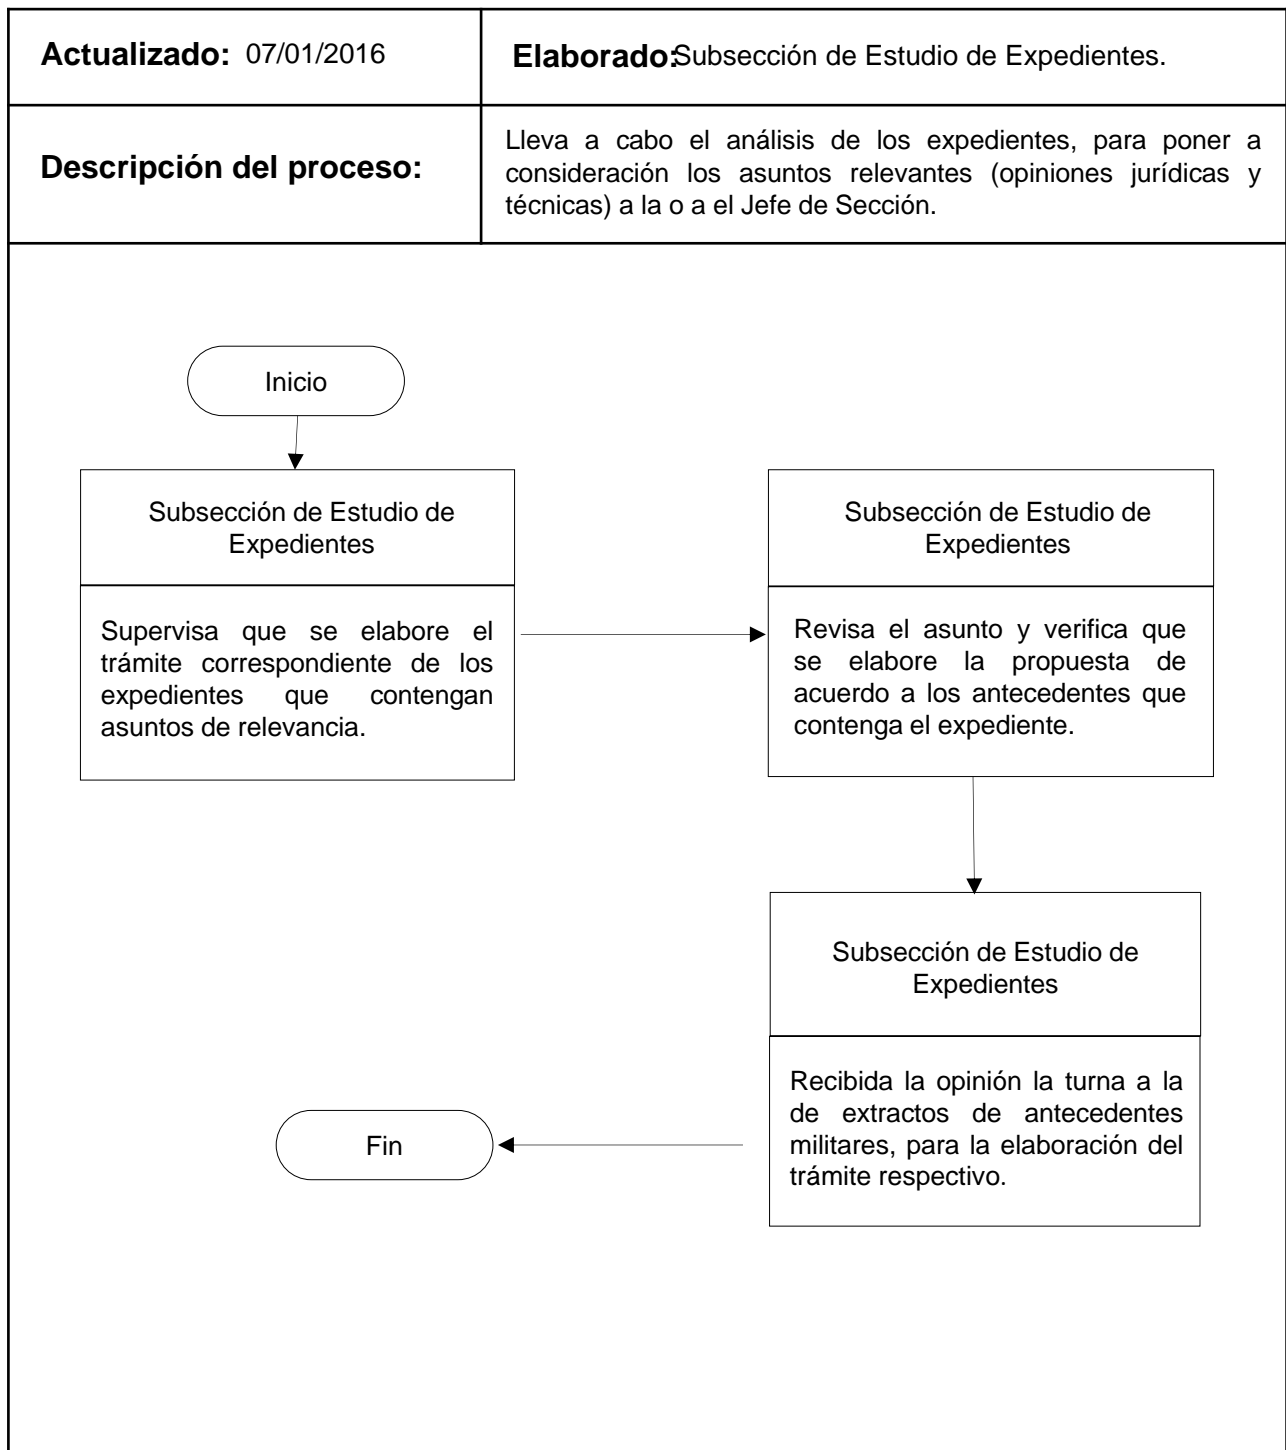 Actualizado: 07/01/2016
Elaborado:Subsección de Estudio de Expedientes.
Descripción del proceso:
Lleva a cabo el análisis de los expedientes, para poner a
consideración los asuntos relevantes (opiniones jurídicas y
técnicas) a la o a el Jefe de Sección.
Inicio
Subsección de Estudio de
Expedientes
Supervisa que se elabore el
trámite correspondiente de los
expedientes que contengan
asuntos de relevancia.
Subsección de Estudio de
Expedientes
Revisa el asunto y verifica que
se elabore la propuesta de
acuerdo a los antecedentes que
contenga el expediente.
Subsección de Estudio de
Expedientes
Recibida la opinión la turna a la
de extractos de antecedentes
militares, para la elaboración del
trámite respectivo.
Fin